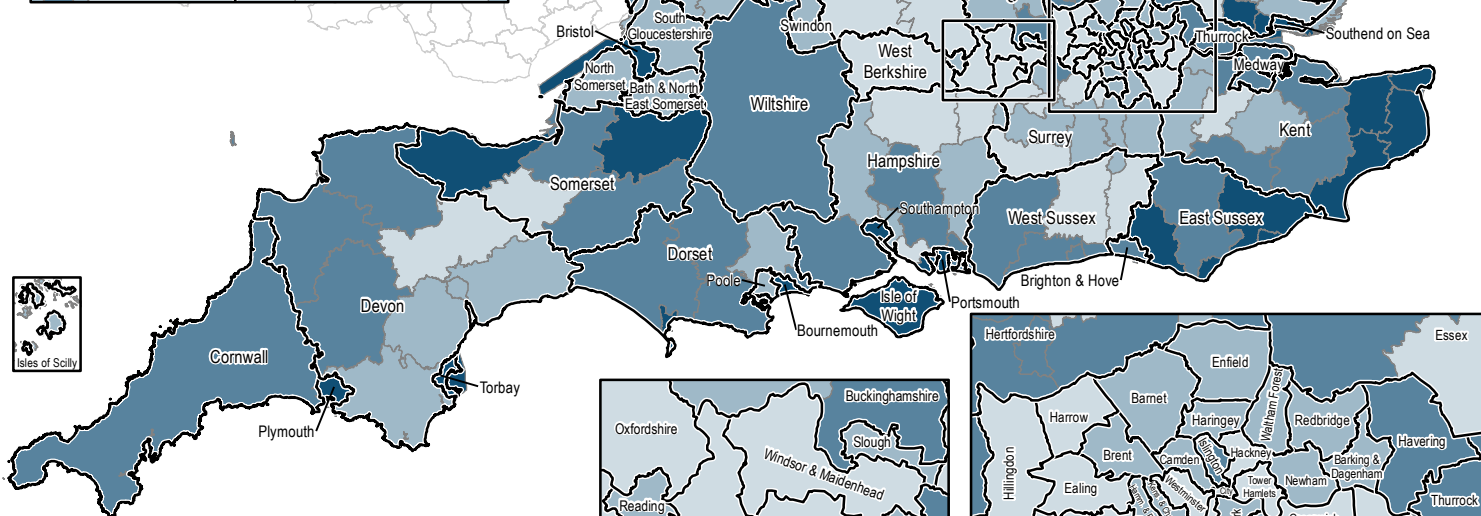 South
Gloucestershire
Swindon
Bristol
Thurrock
Southend on Sea
West
Berkshire
Medway
North
Somerset
Bath & North
East Somerset
Wiltshire
Kent
Surrey
Hampshire
Somerset
Southampton
West Sussex
East Sussex
Dorset
Poole
Brighton & Hove
Isle of
Wight
Portsmouth
Devon
Bournemouth
Isles of Scilly
Cornwall
Torbay
Plymouth
Buckinghamshire
Oxfordshire
Slough
Windsor & Maidenhead
Reading
Hertfordshire
Essex
Enfield
Barnet
Waltham Forest
Harrow
Haringey
Redbridge
Havering
Brent
Camden
Islington
Hackney
Barking &
Dagenham
Hillingdon
Ealing
Westminster
City
Tower
Hamlets
Newham
Thurrock